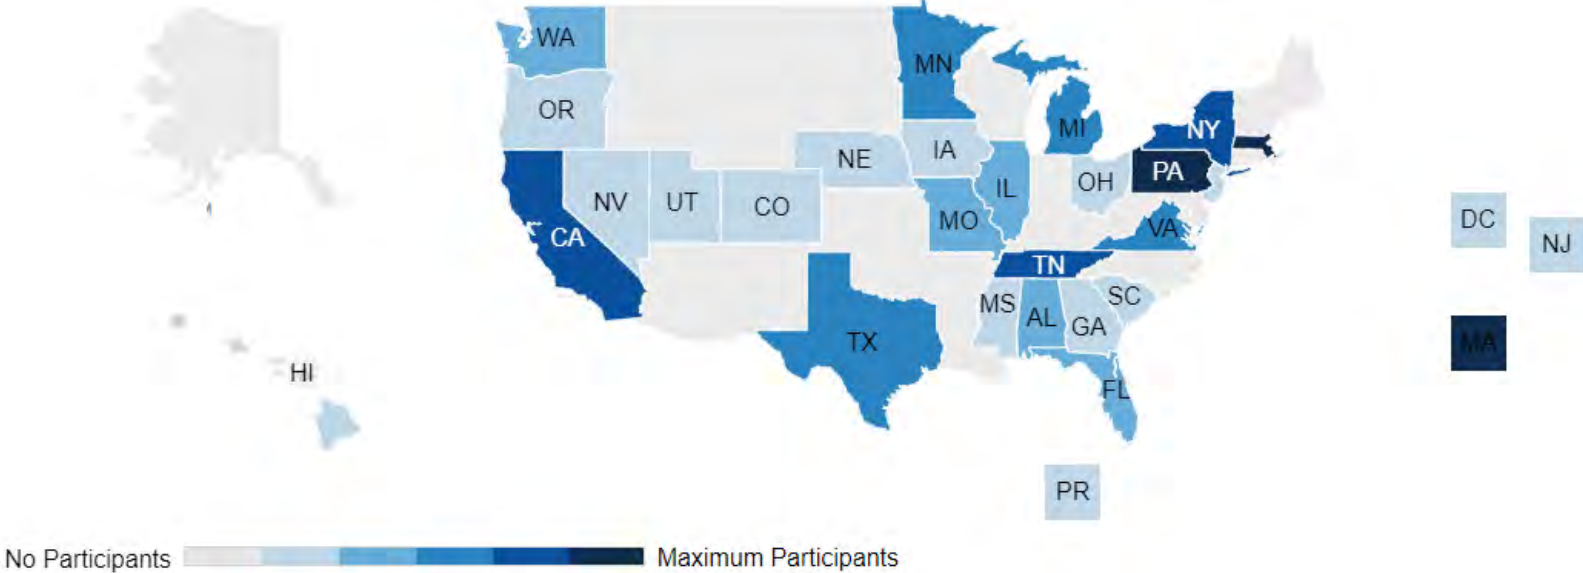 WA
MN
OR
MI
NY
NE
IA
PA
OH
NV
UT
CO
IL
MO
VA
DC
NJ
CA
TN
MS
SC
AL
GA
TX
MA
HI
FL
PR
No Participants
Maximum Participants